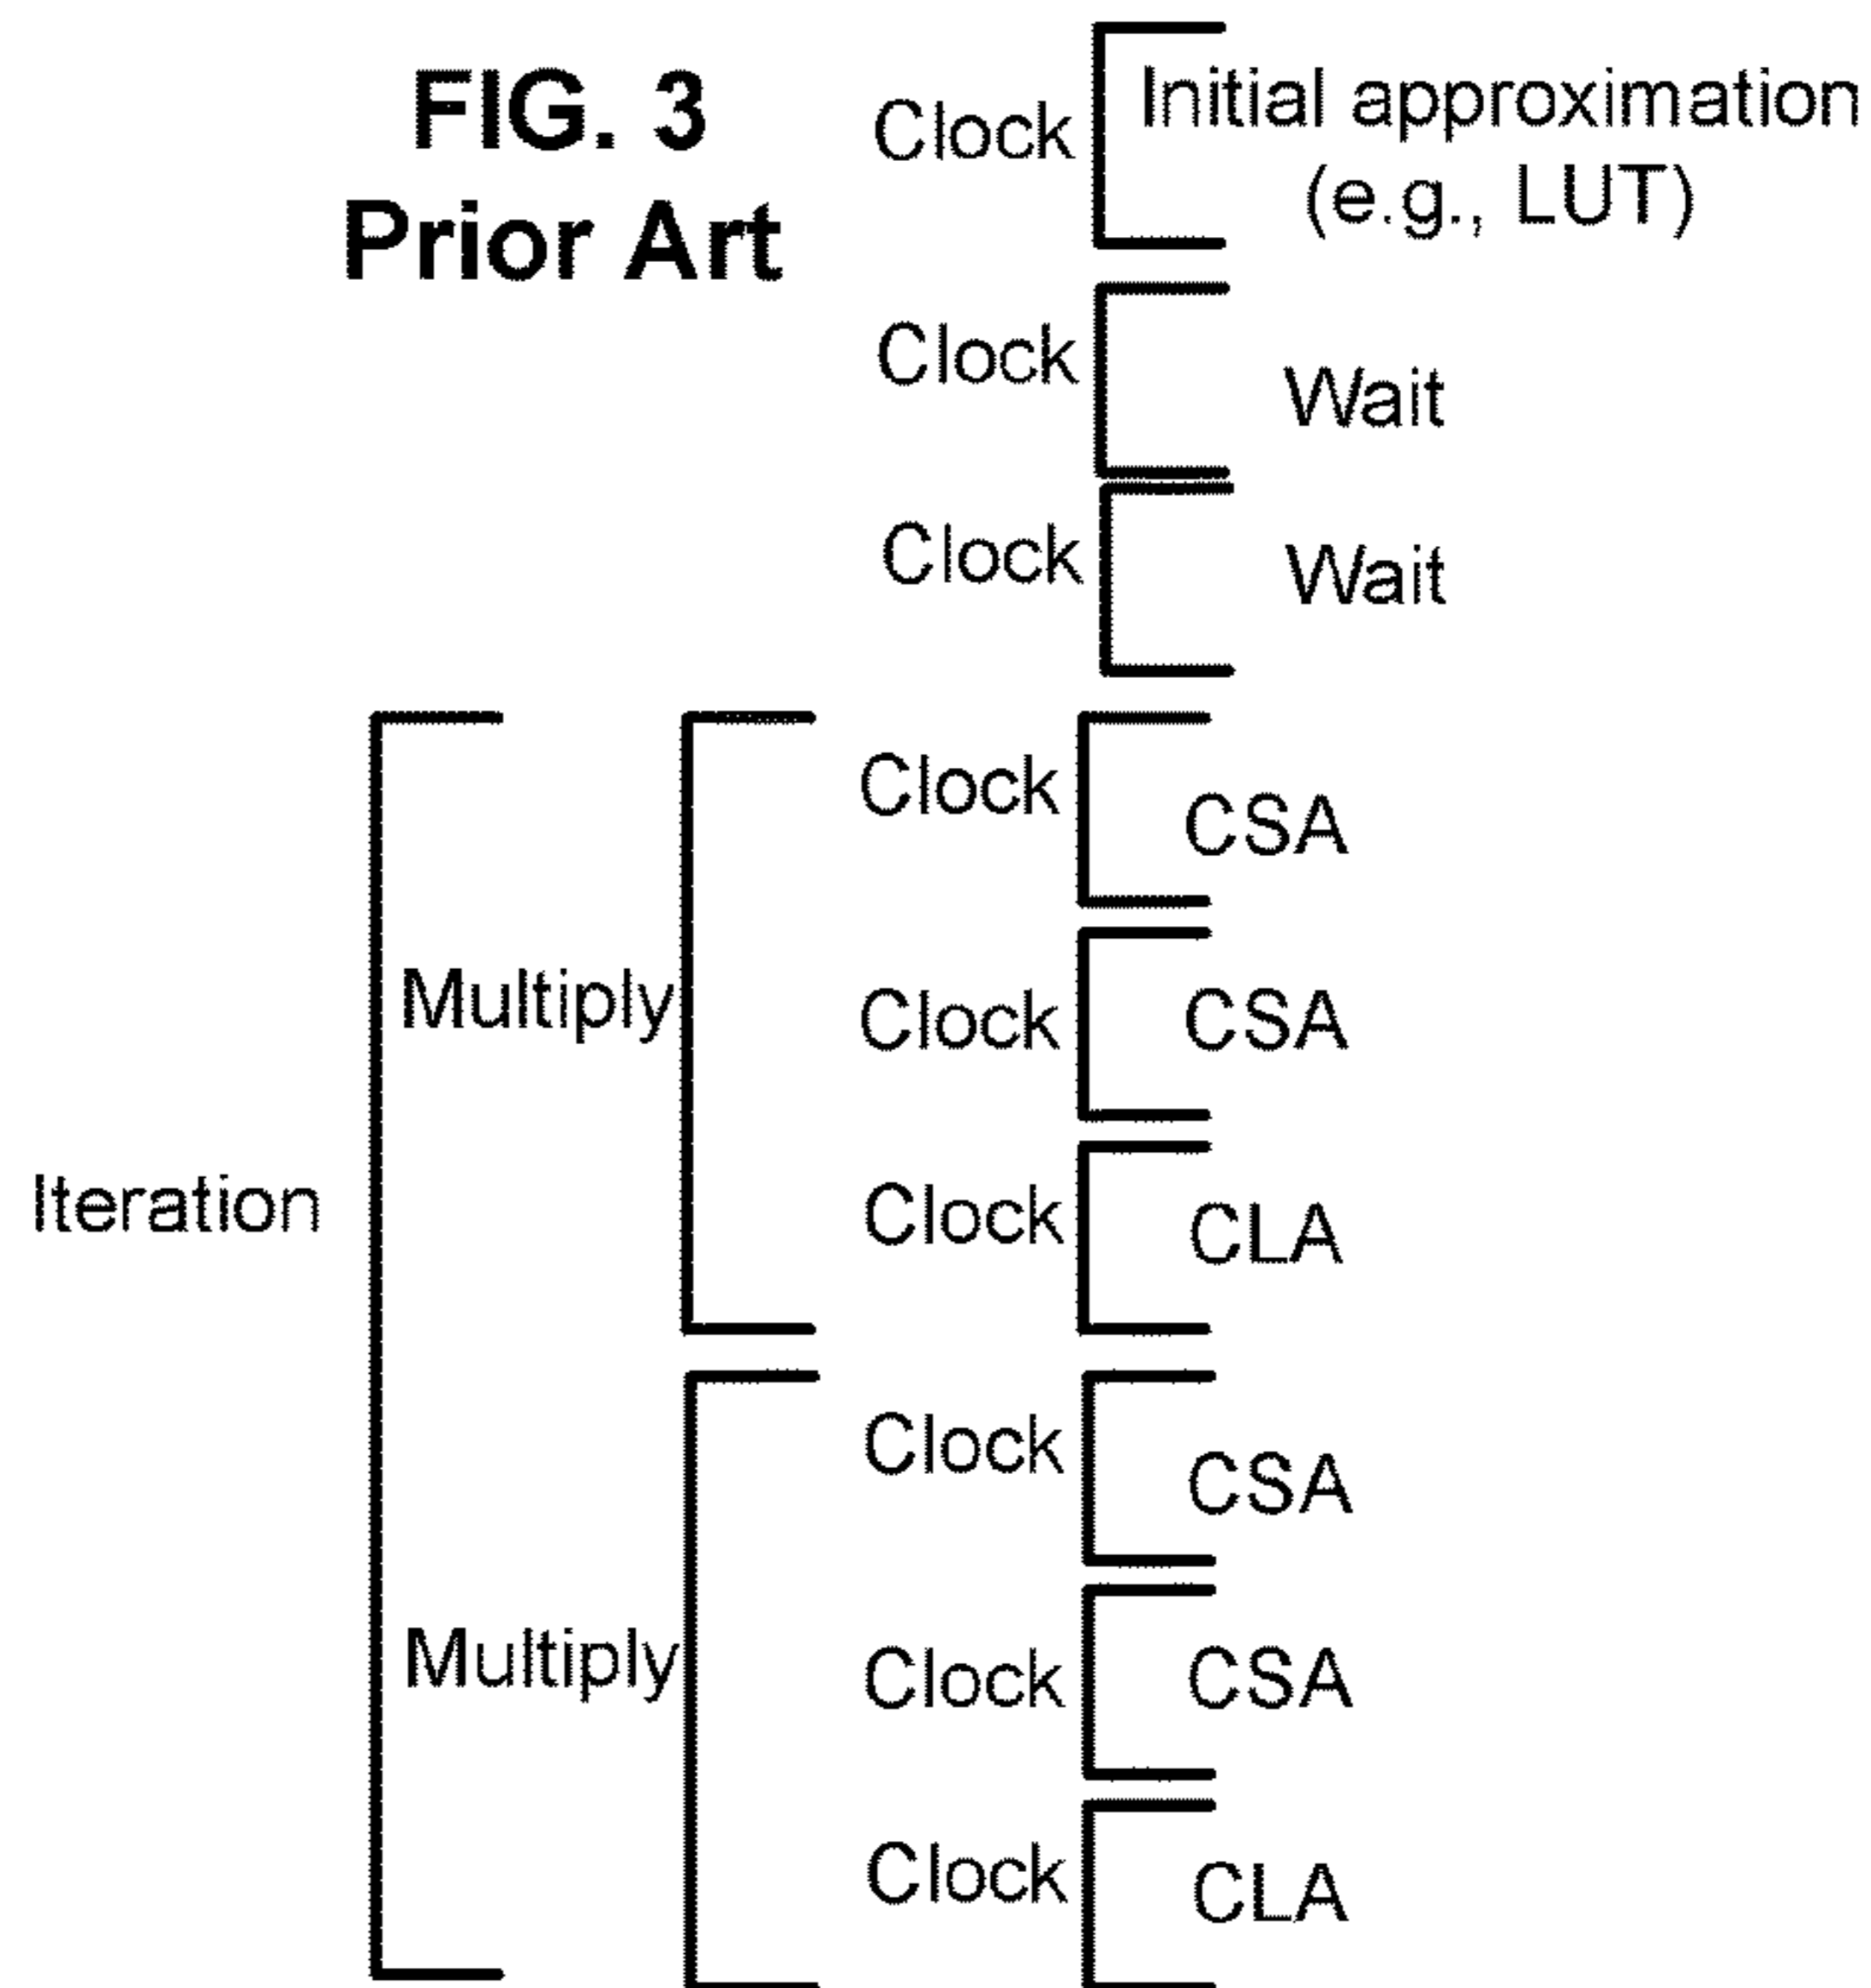 FIG. 3
Prior Art
Clock
Initial approximation
(e.g., LUT)
Clock
Wait
Clock
Wait
Iteration
Multiply
Clock
CSA
Clock
CSA
Clock
CLA
Multiply
Clock
CSA
Clock
CSA
Clock
CLA